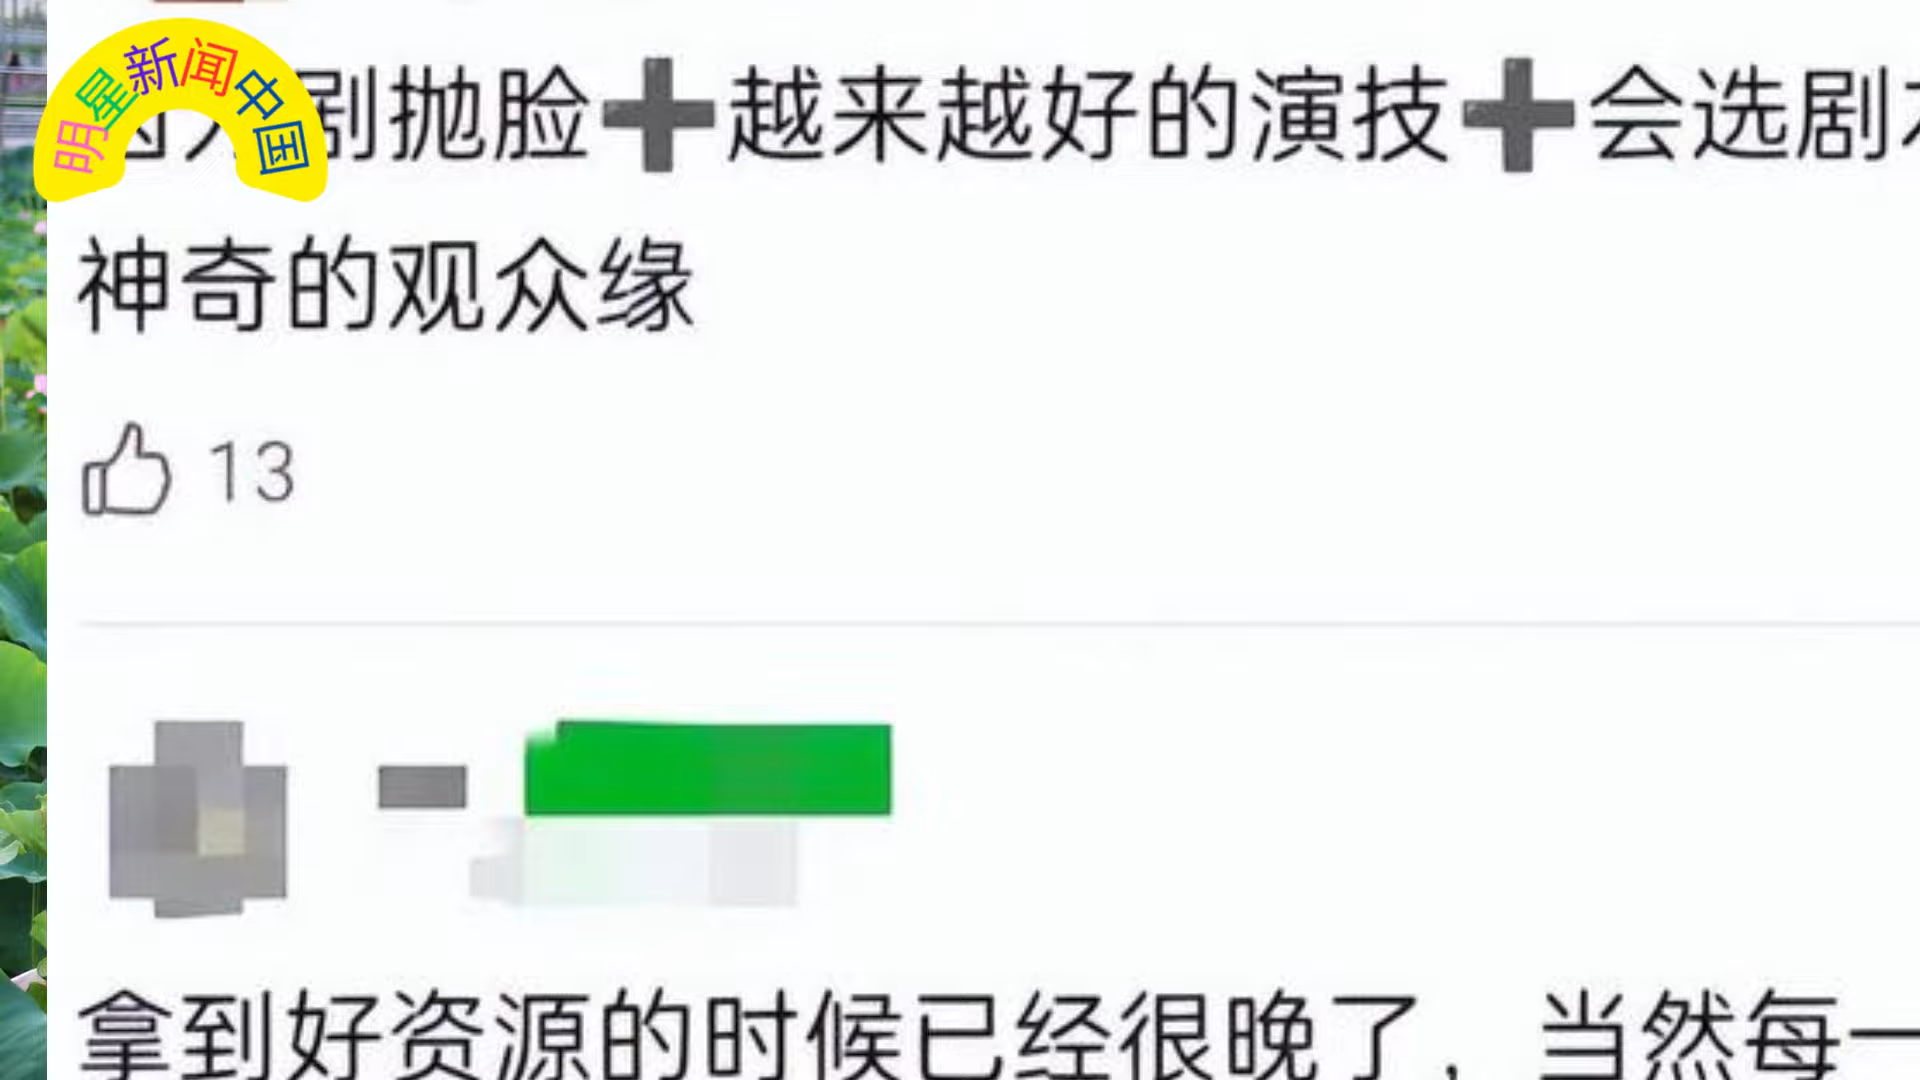 明星新闻中国
剧抛脸➕越来越好的演技➕会选剧
神奇的观众缘
13
拿到好资源的时候已经很晚了，当然每一